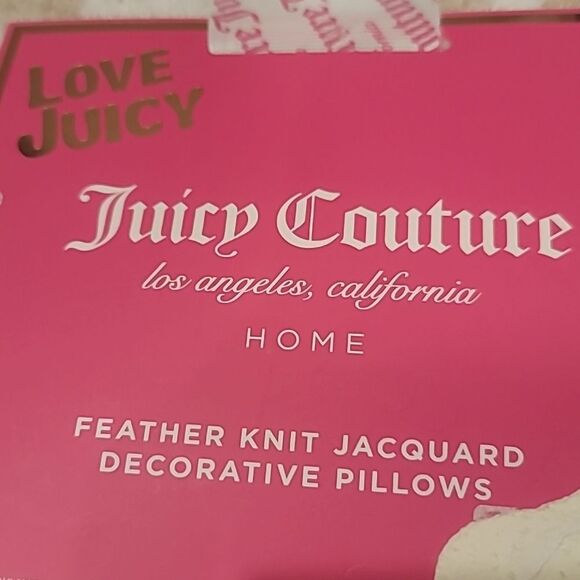 LOVE
JUICY
Juicy Couture
los angeles, california
HOME
FEATHER KNIT JACQUARD
DECORATIVE PILLOWS